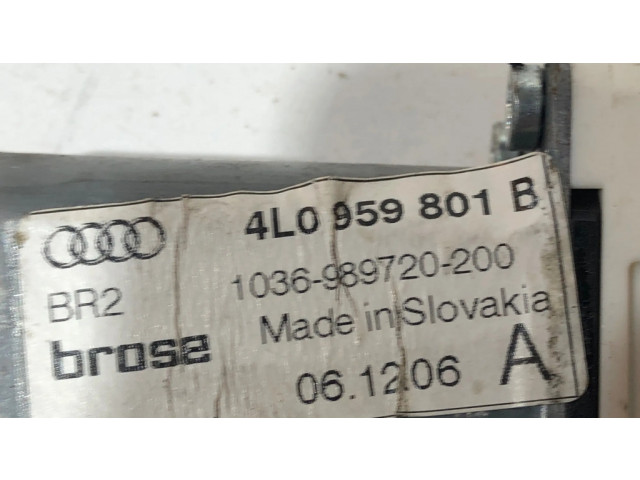 4L0 959 801 B
BR2 1036-989720-200
brose Made in Slovakia
06.12.06 A